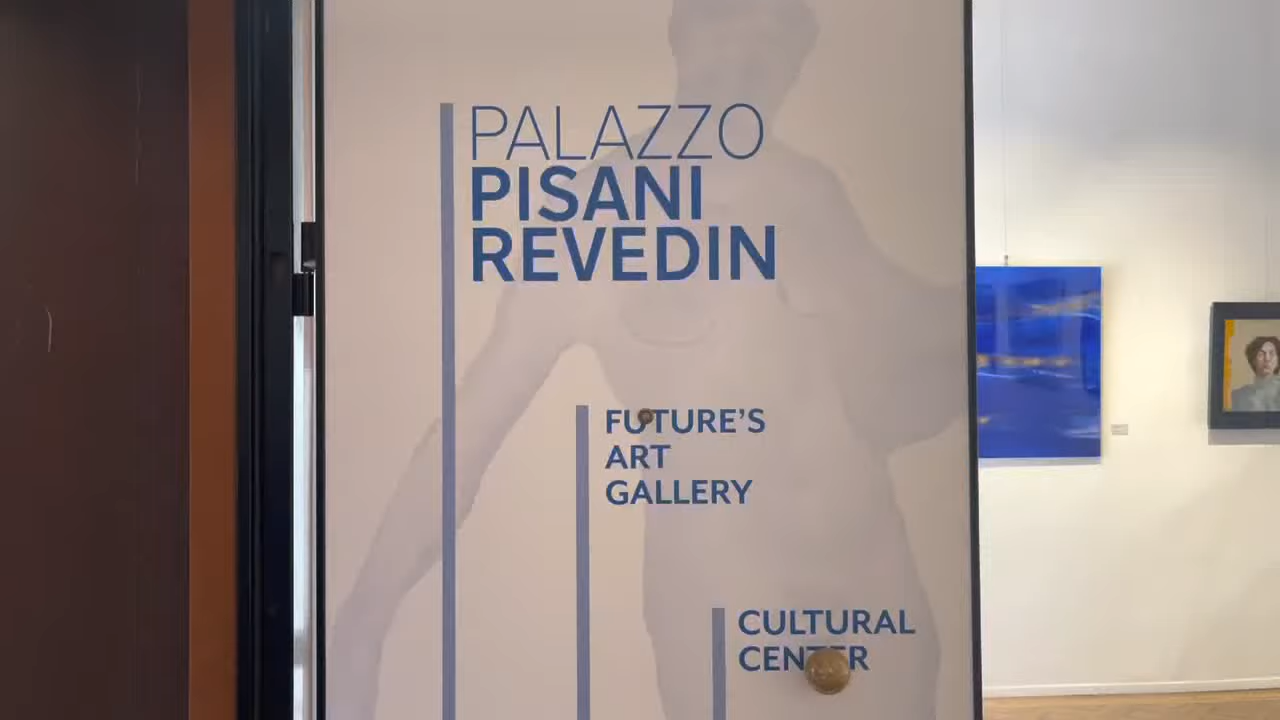 PALAZZO
PISANI
REVEDIN
FUTURE'S
ART
GALLERY
CULTURAL
CENTER